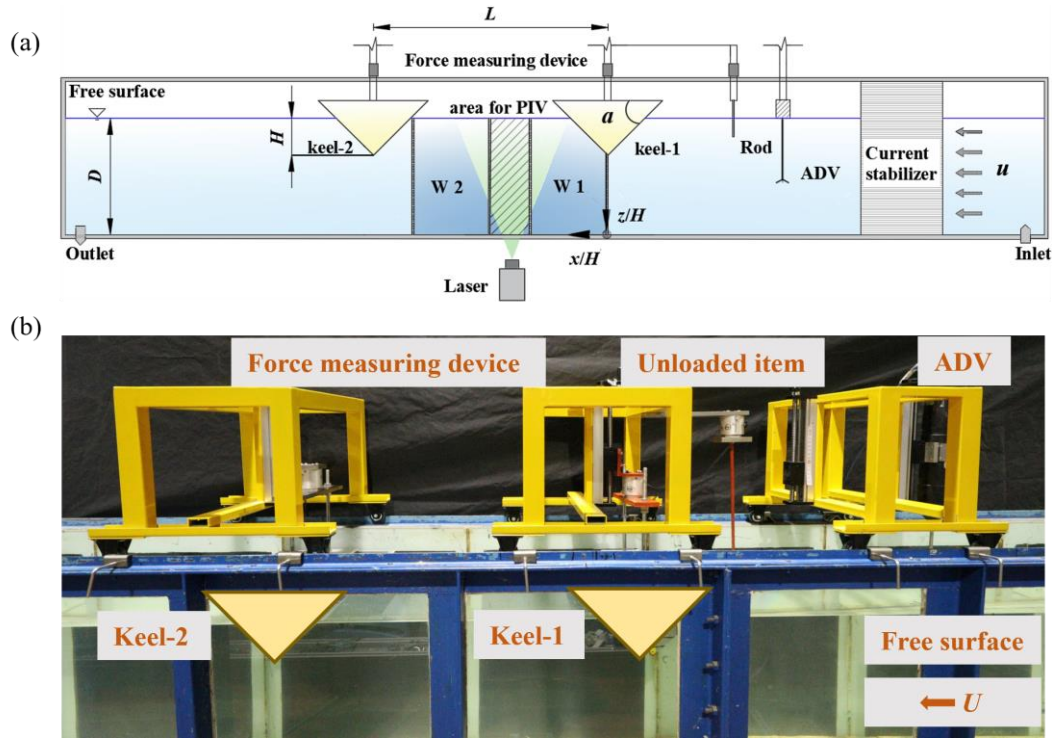 (a)
L
Force measuring device
Free surface
area for PIV
a
H
keel-2
keel-1
Rod
Current
stabilizer
D
W 2
W 1
ADV
u
z/H
x/H
Outlet
Inlet
Laser
(b)
Force measuring device
Unloaded item
ADV
Keel-2
Keel-1
Free surface
U